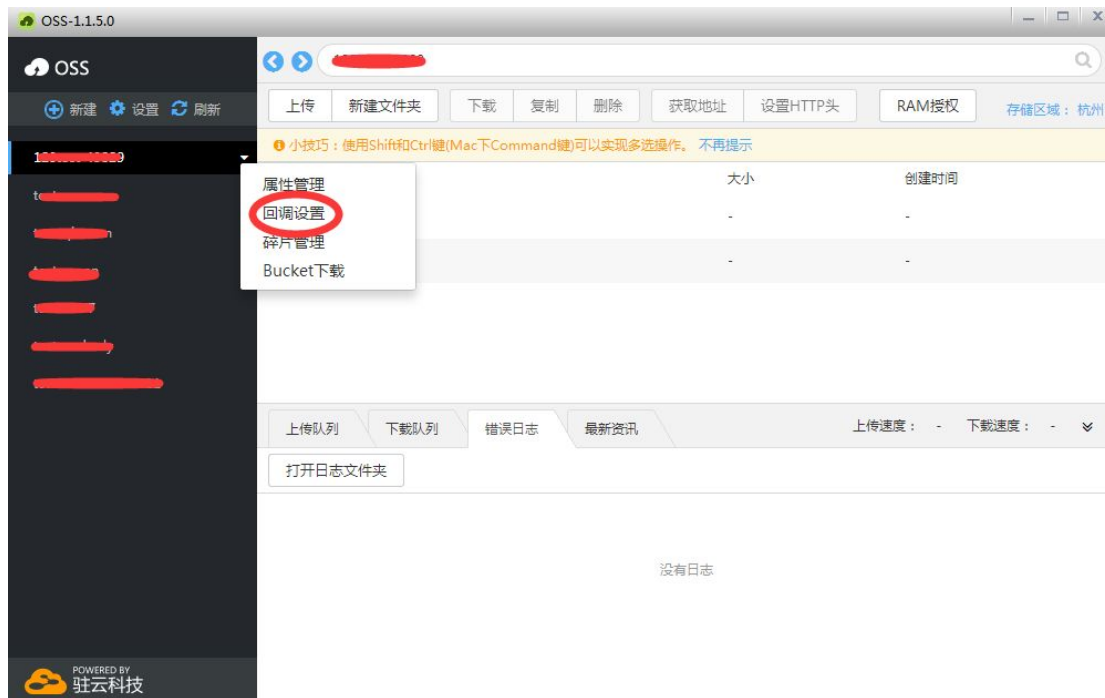 OSS-1.1.5.0
OSS
新建 设置 刷新
上传 新建文件夹 下载 复制 删除 获取地址 设置HTTP头 RAM授权 存储区域： 杭州
小技巧：使用Shift和Ctrl键(Mac下Command键)可以实现多选操作。 不再提示
大小 创建时间
属性管理
回调设置
碎片管理
Bucket下载
- -
- -
上传队列 下载队列 错误日志 最新资讯 上传速度： - 下载速度： -
打开日志文件夹
没有日志
POWERED BY
驻云科技